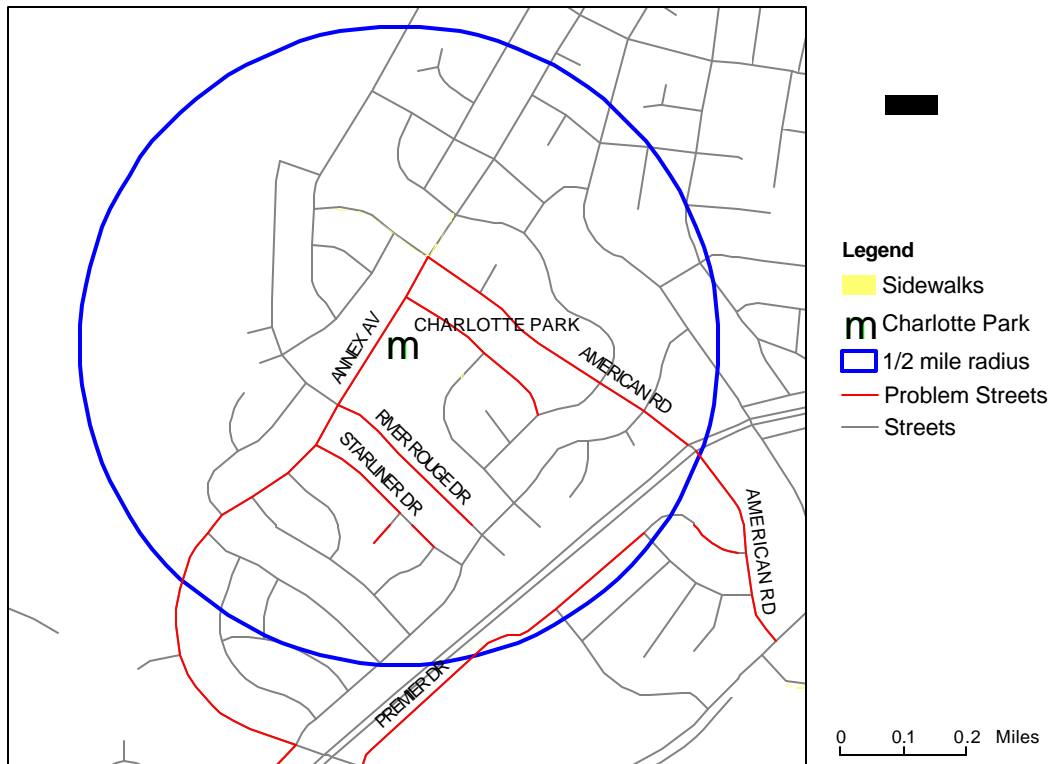 CHARLOTTE PARK
ANNEX AV
m
AMERICAN RD
RIVER ROUGE DR
STARLINER DR
AMERICAN RD
PREMIER DR
Legend
Sidewalks
m Charlotte Park
1/2 mile radius
Problem Streets
Streets
0 0.1 0.2 Miles